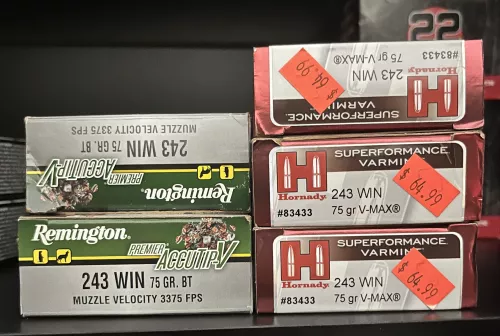 22
75 GR. BT
243 WIN
MUZZLE VELOCITY 3375 FPS
Remington
PREMIER
ACCUTIP-V
Remington
PREMIER
ACCUTIP-V
243 WIN 75 GR. BT
MUZZLE VELOCITY 3375 FPS
#83433
75 gr V-MAX®
243 WIN
Hornady
SUPERFORMANCE
VARMINT
$64.99
SUPERFORMANCE
VARMINT
Hornady
243 WIN
#83433
75 gr V-MAX®
$64.99
SUPERFORMANCE
VARMINT
Hornady
243 WIN
#83433
75 gr V-MAX®
$64.99